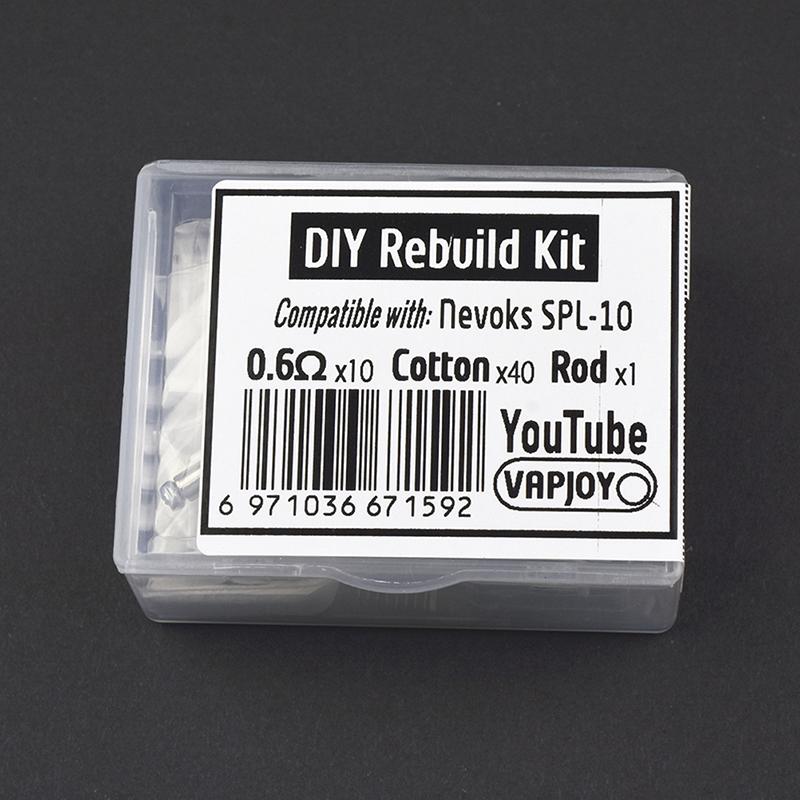 DIY Rebuild Kit
Compatible with: Nevoks SPL-10
0.6Ω x10 Cotton x40 Rod x1
YouTube
VAPJOY
6 971036 671592